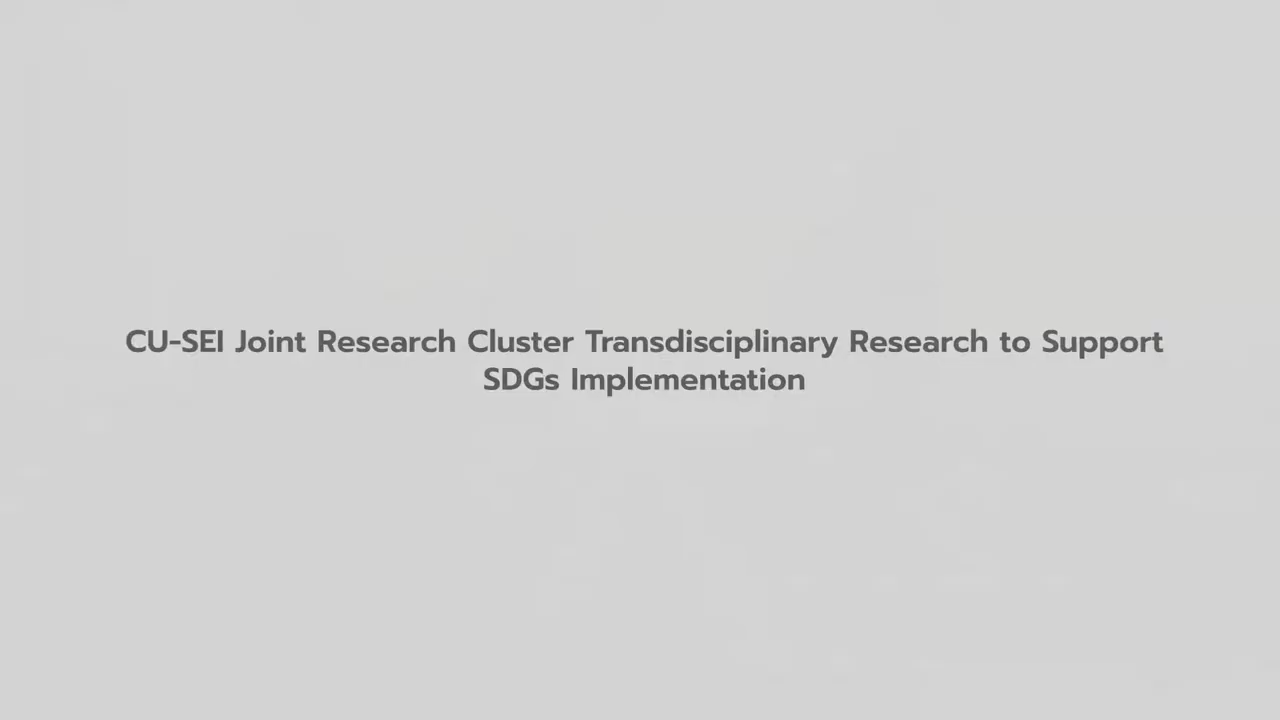 CU-SEI Joint Research Cluster Transdisciplinary Research to Support
SDGs Implementation